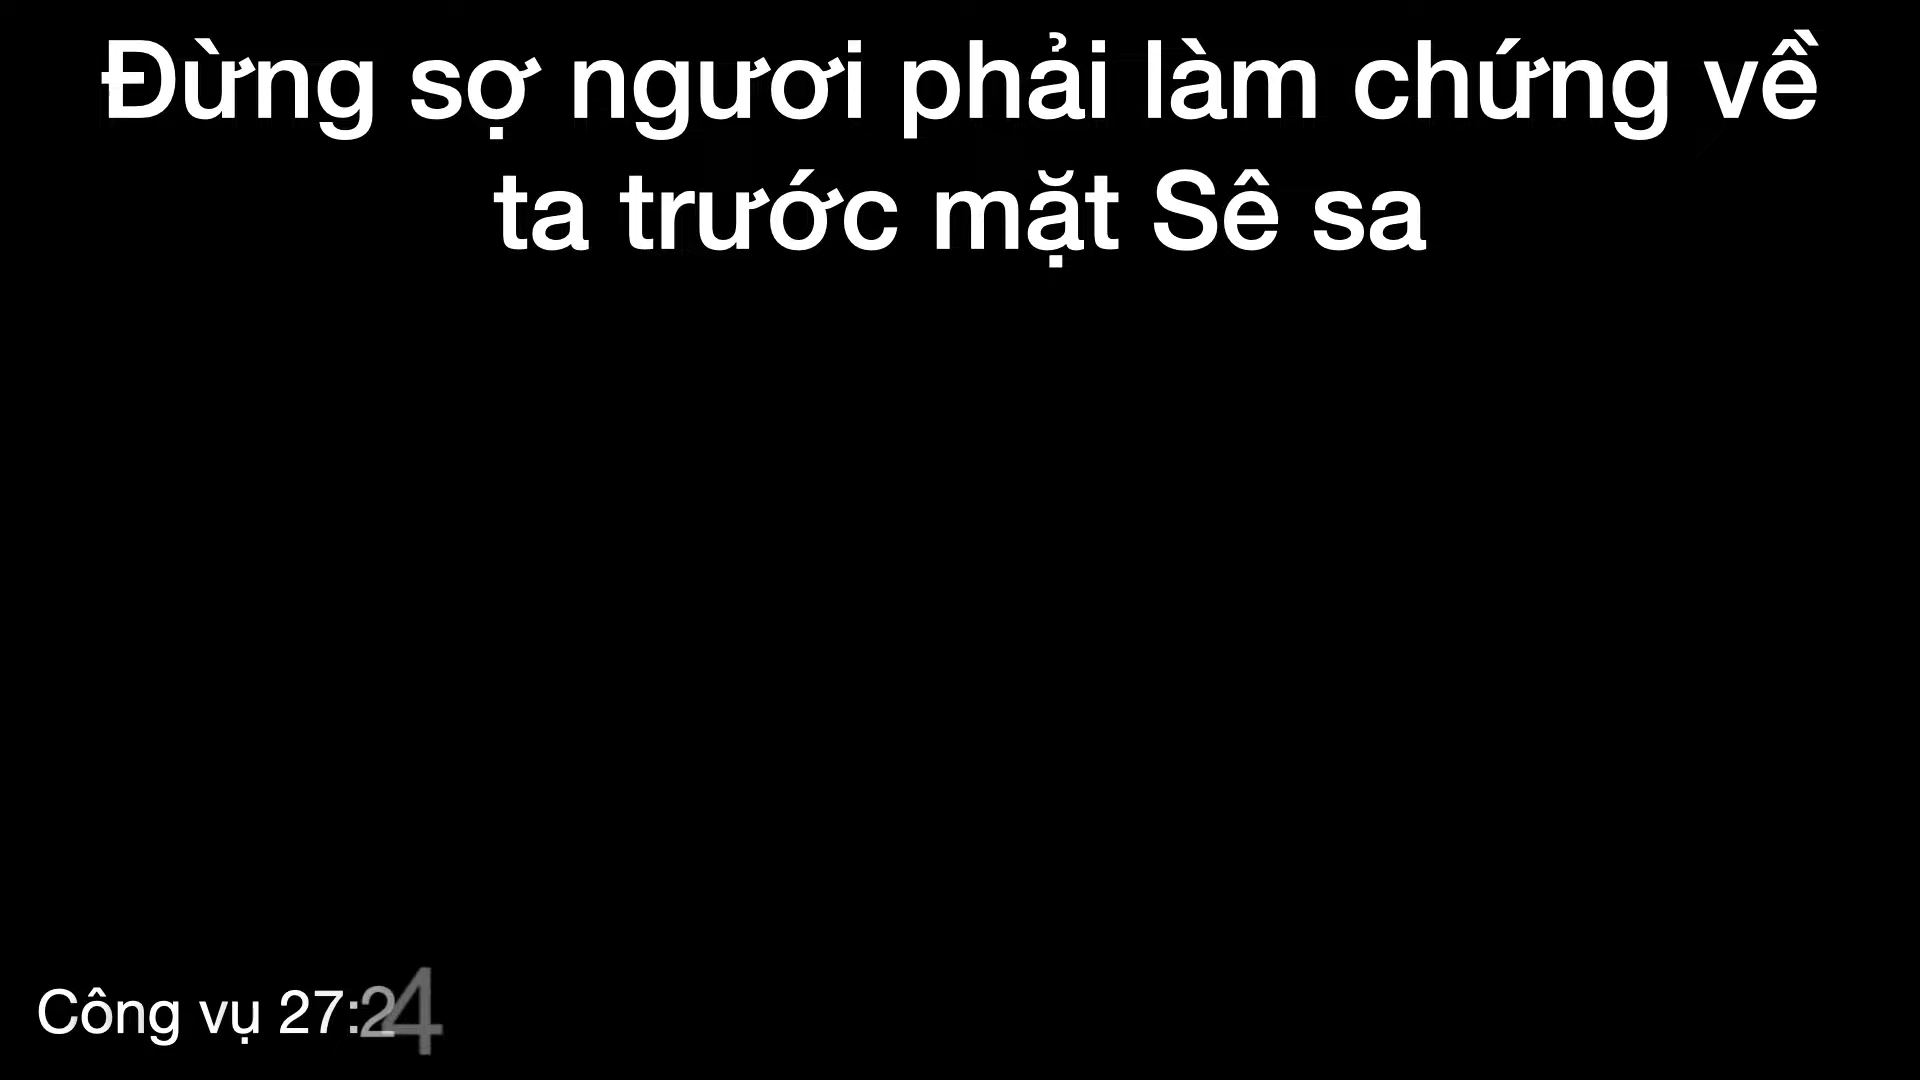 Đừng sợ ngươi phải làm chứng về
ta trước mặt Sê sa
Công vụ 27:24